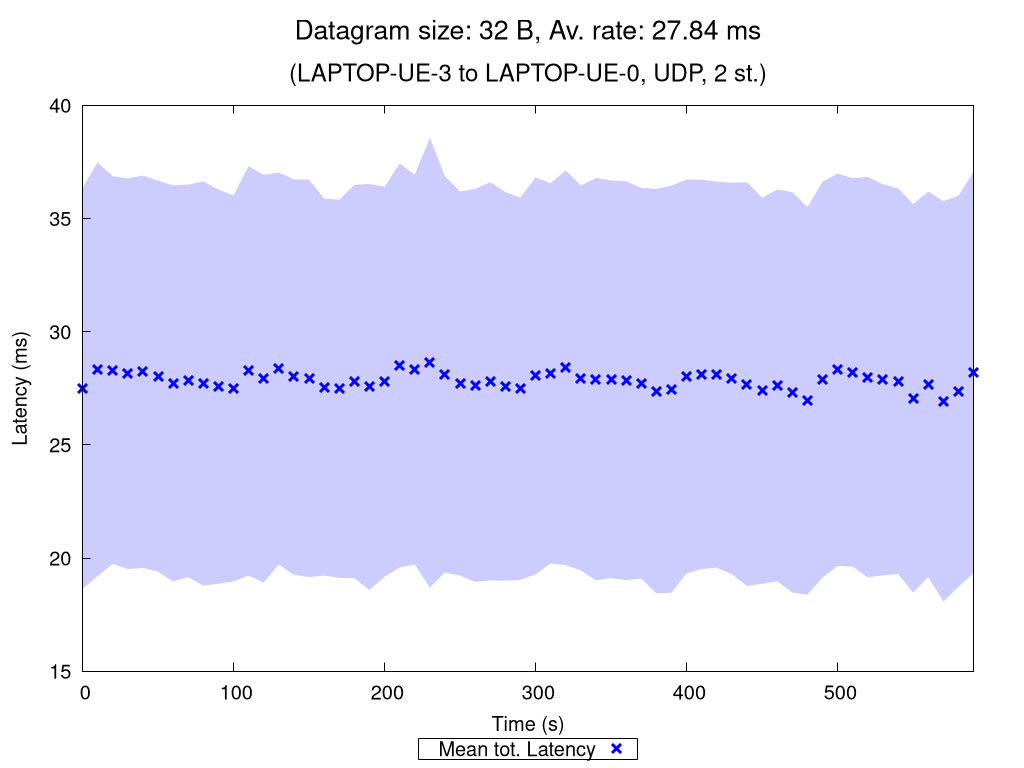 Datagram size: 32 B, Av. rate: 27.84 ms
(LAPTOP-UE-3 to LAPTOP-UE-0, UDP, 2 st.)
40
35
30
25
20
15
Latency (ms)
0 100 200 300 400 500
Time (s)
Mean tot. Latency